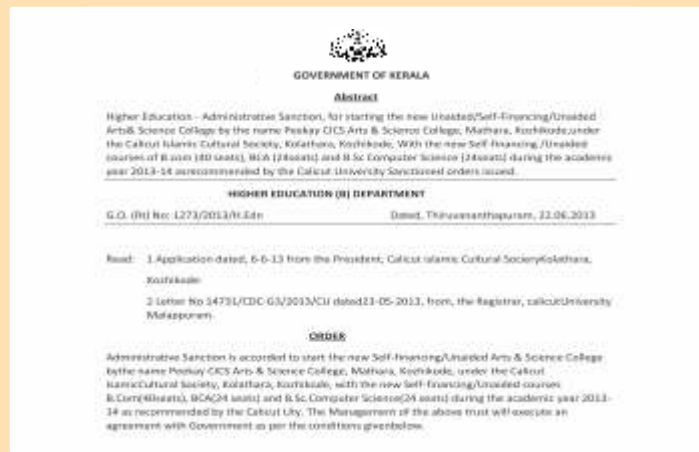 GOVERNMENT OF KERALA
Abstract
Higher Education - Administrative Sanction, for starting the new Unaided/Self-Financing/Unaided
Arts& Science College by the name Peekay CICS Arts & Science College, Mathara, Kozhikode,under
the Calicut Islamic Cultural Society, Kolathara, Kozhikode, With the new Self-financing /Unaided
courses of B.com (40 seats), BCA (24seats) and B.Sc Computer Science (24seats) during the academic
year 2013-14 asrecommended by the Calicut University Sanctioned orders issued.
HIGHER EDUCATION (B) DEPARTMENT
G.O. (Rt) No: 1273/2013/H.Edn Dated, Thiruvananthapuram, 22.06.2013
Read: 1 Application dated, 6-6-13 from the President, Calicut Islamic Cultural SocieryKolathara,
Kozhikode
2 Letter No 14731/CDC-G3/2013/CU dated23-05-2013, from, the Registrar, calicutUniversity
Malappuram.
ORDER
Administrative Sanction is accorded to start the new Self-financing/Unaided Arts & Science College
bythe name Peekay CICS Arts & Science College, Mathara, Kozhikode, under the Calicut
IslamicCultural Society, Kolathara, Kozhikode, with the new Self-financing/Unaided courses
B.Com(40seats), BCA(24 seats) and B.Sc.Computer Science(24 seats) during the academic year 2013-
14 as recommended by the Calicut Uty. The Management of the above trust will execute an
agreement with Government as per the conditions givenbelow.